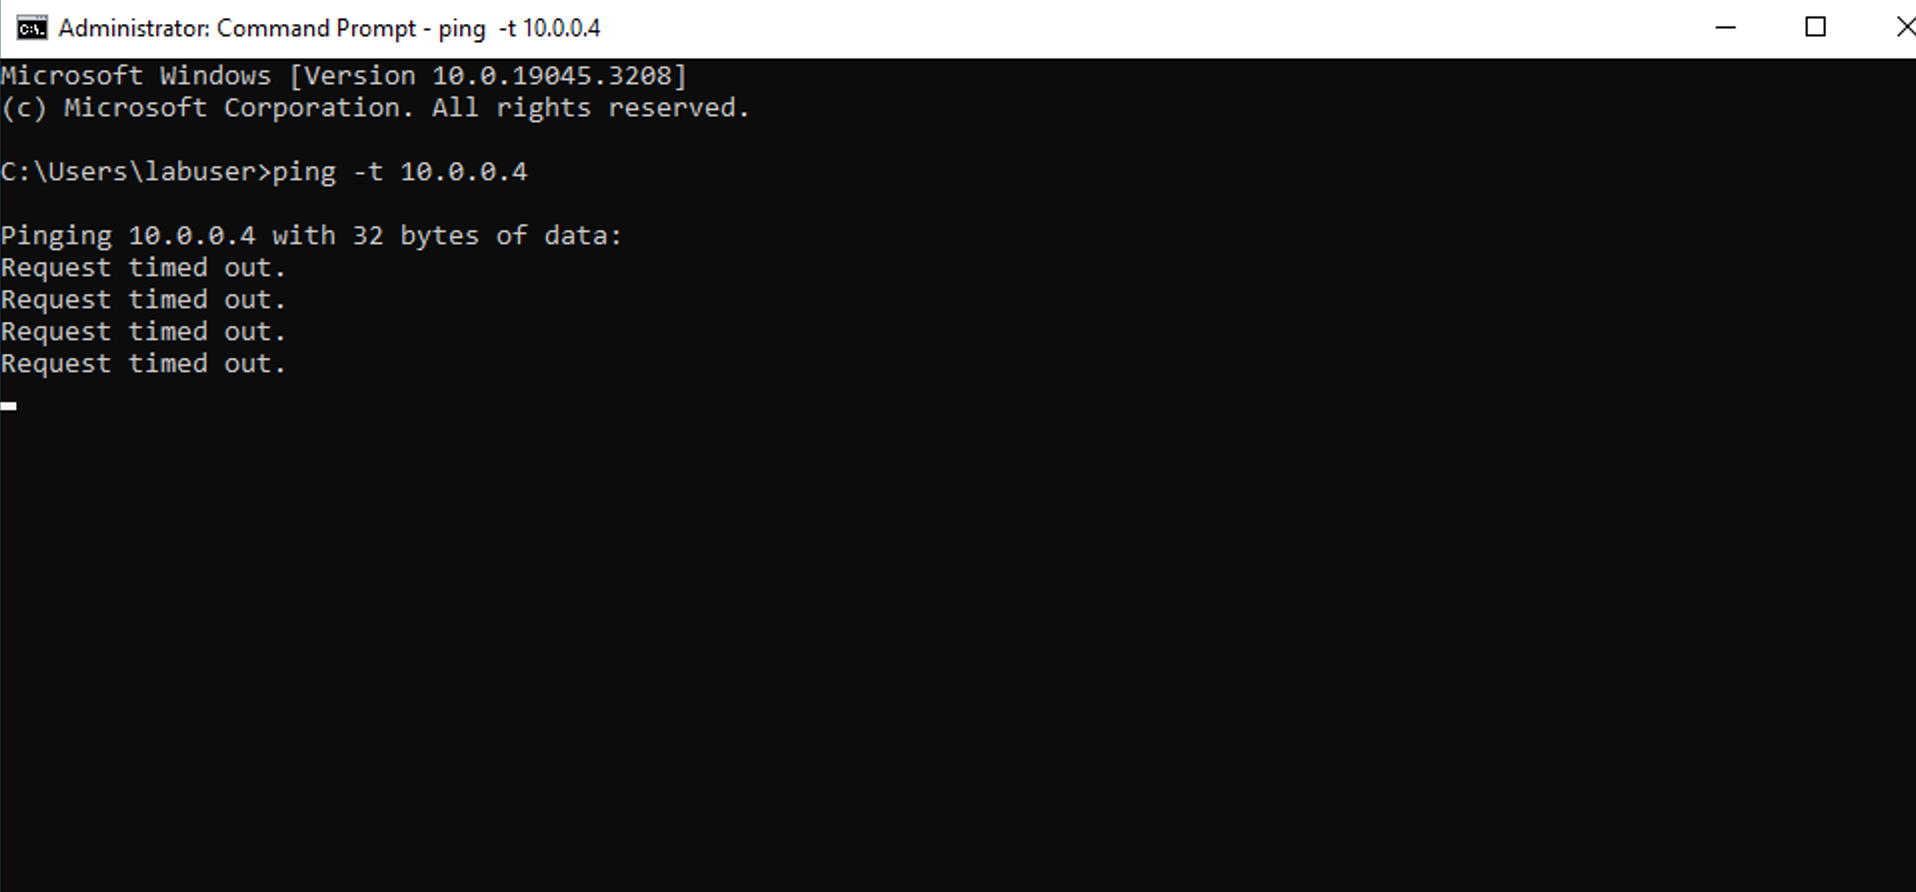 Administrator: Command Prompt - ping  -t 10.0.0.4
Microsoft Windows [Version 10.0.19045.3208]
(c) Microsoft Corporation. All rights reserved.
C:\Users\labuser>ping -t 10.0.0.4
Pinging 10.0.0.4 with 32 bytes of data:
Request timed out.
Request timed out.
Request timed out.
Request timed out.